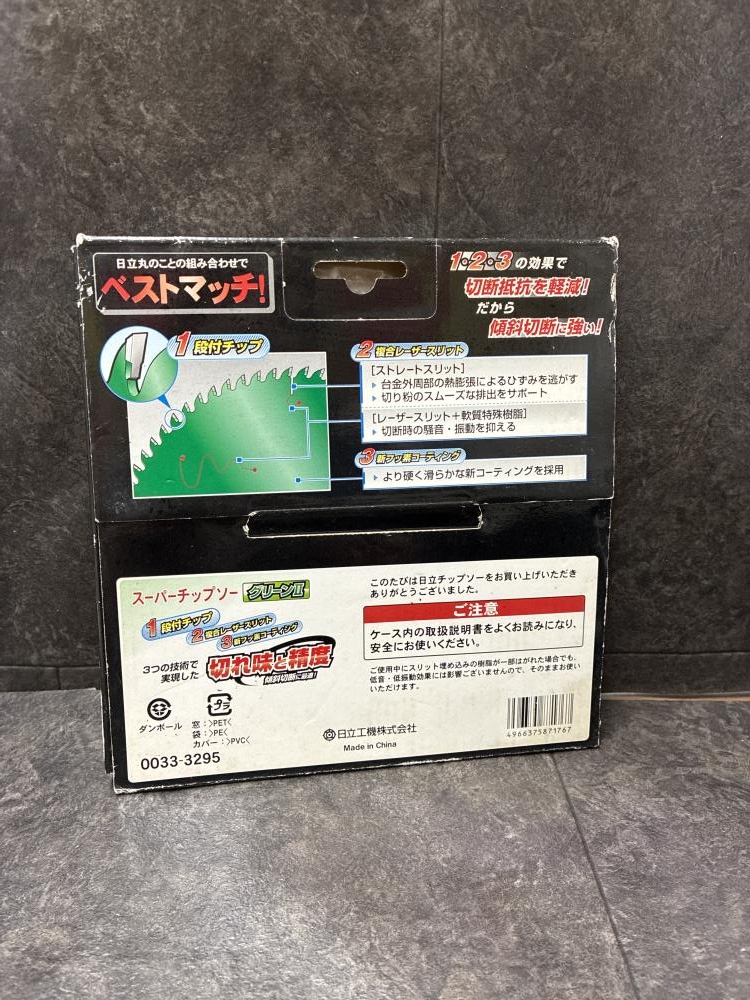 日立丸のことの組み合わせで
ベストマッチ!
1・2・3の効果で
切断抵抗を軽減!
だから
傾斜切断に強い!
1 段付チップ
2 複合レーザースリット
[ストレートスリット]
台金外周部の熱膨張によるひずみを逃がす
切り粉のスムーズな排出をサポート
[レーザースリット+軟質特殊樹脂]
切断時の騒音・振動を抑える
3 新フッ素コーティング
より硬く滑らかな新コーティングを採用
スーパーチップソー グリーンⅡ
1 段付チップ
2 複合レーザースリット
3 新フッ素コーティング
3つの技術で
実現した
切れ味と精度
傾斜切断に最適!
ダンボール
プラ
窓:>PET<
袋:>PE<
カバー:>PVC<
0033-3295
このたびは日立チップソーをお買い上げいただき
ありがとうございました。
ご注意
ケース内の取扱説明書をよくお読みになり、
安全にお使いください。
ご使用中にスリット埋め込みの樹脂が一部はがれた場合でも、
低音・低振動効果には影響ございませんので、そのままお使い
いただけます。
日立工機株式会社
Made in China
4966375871767